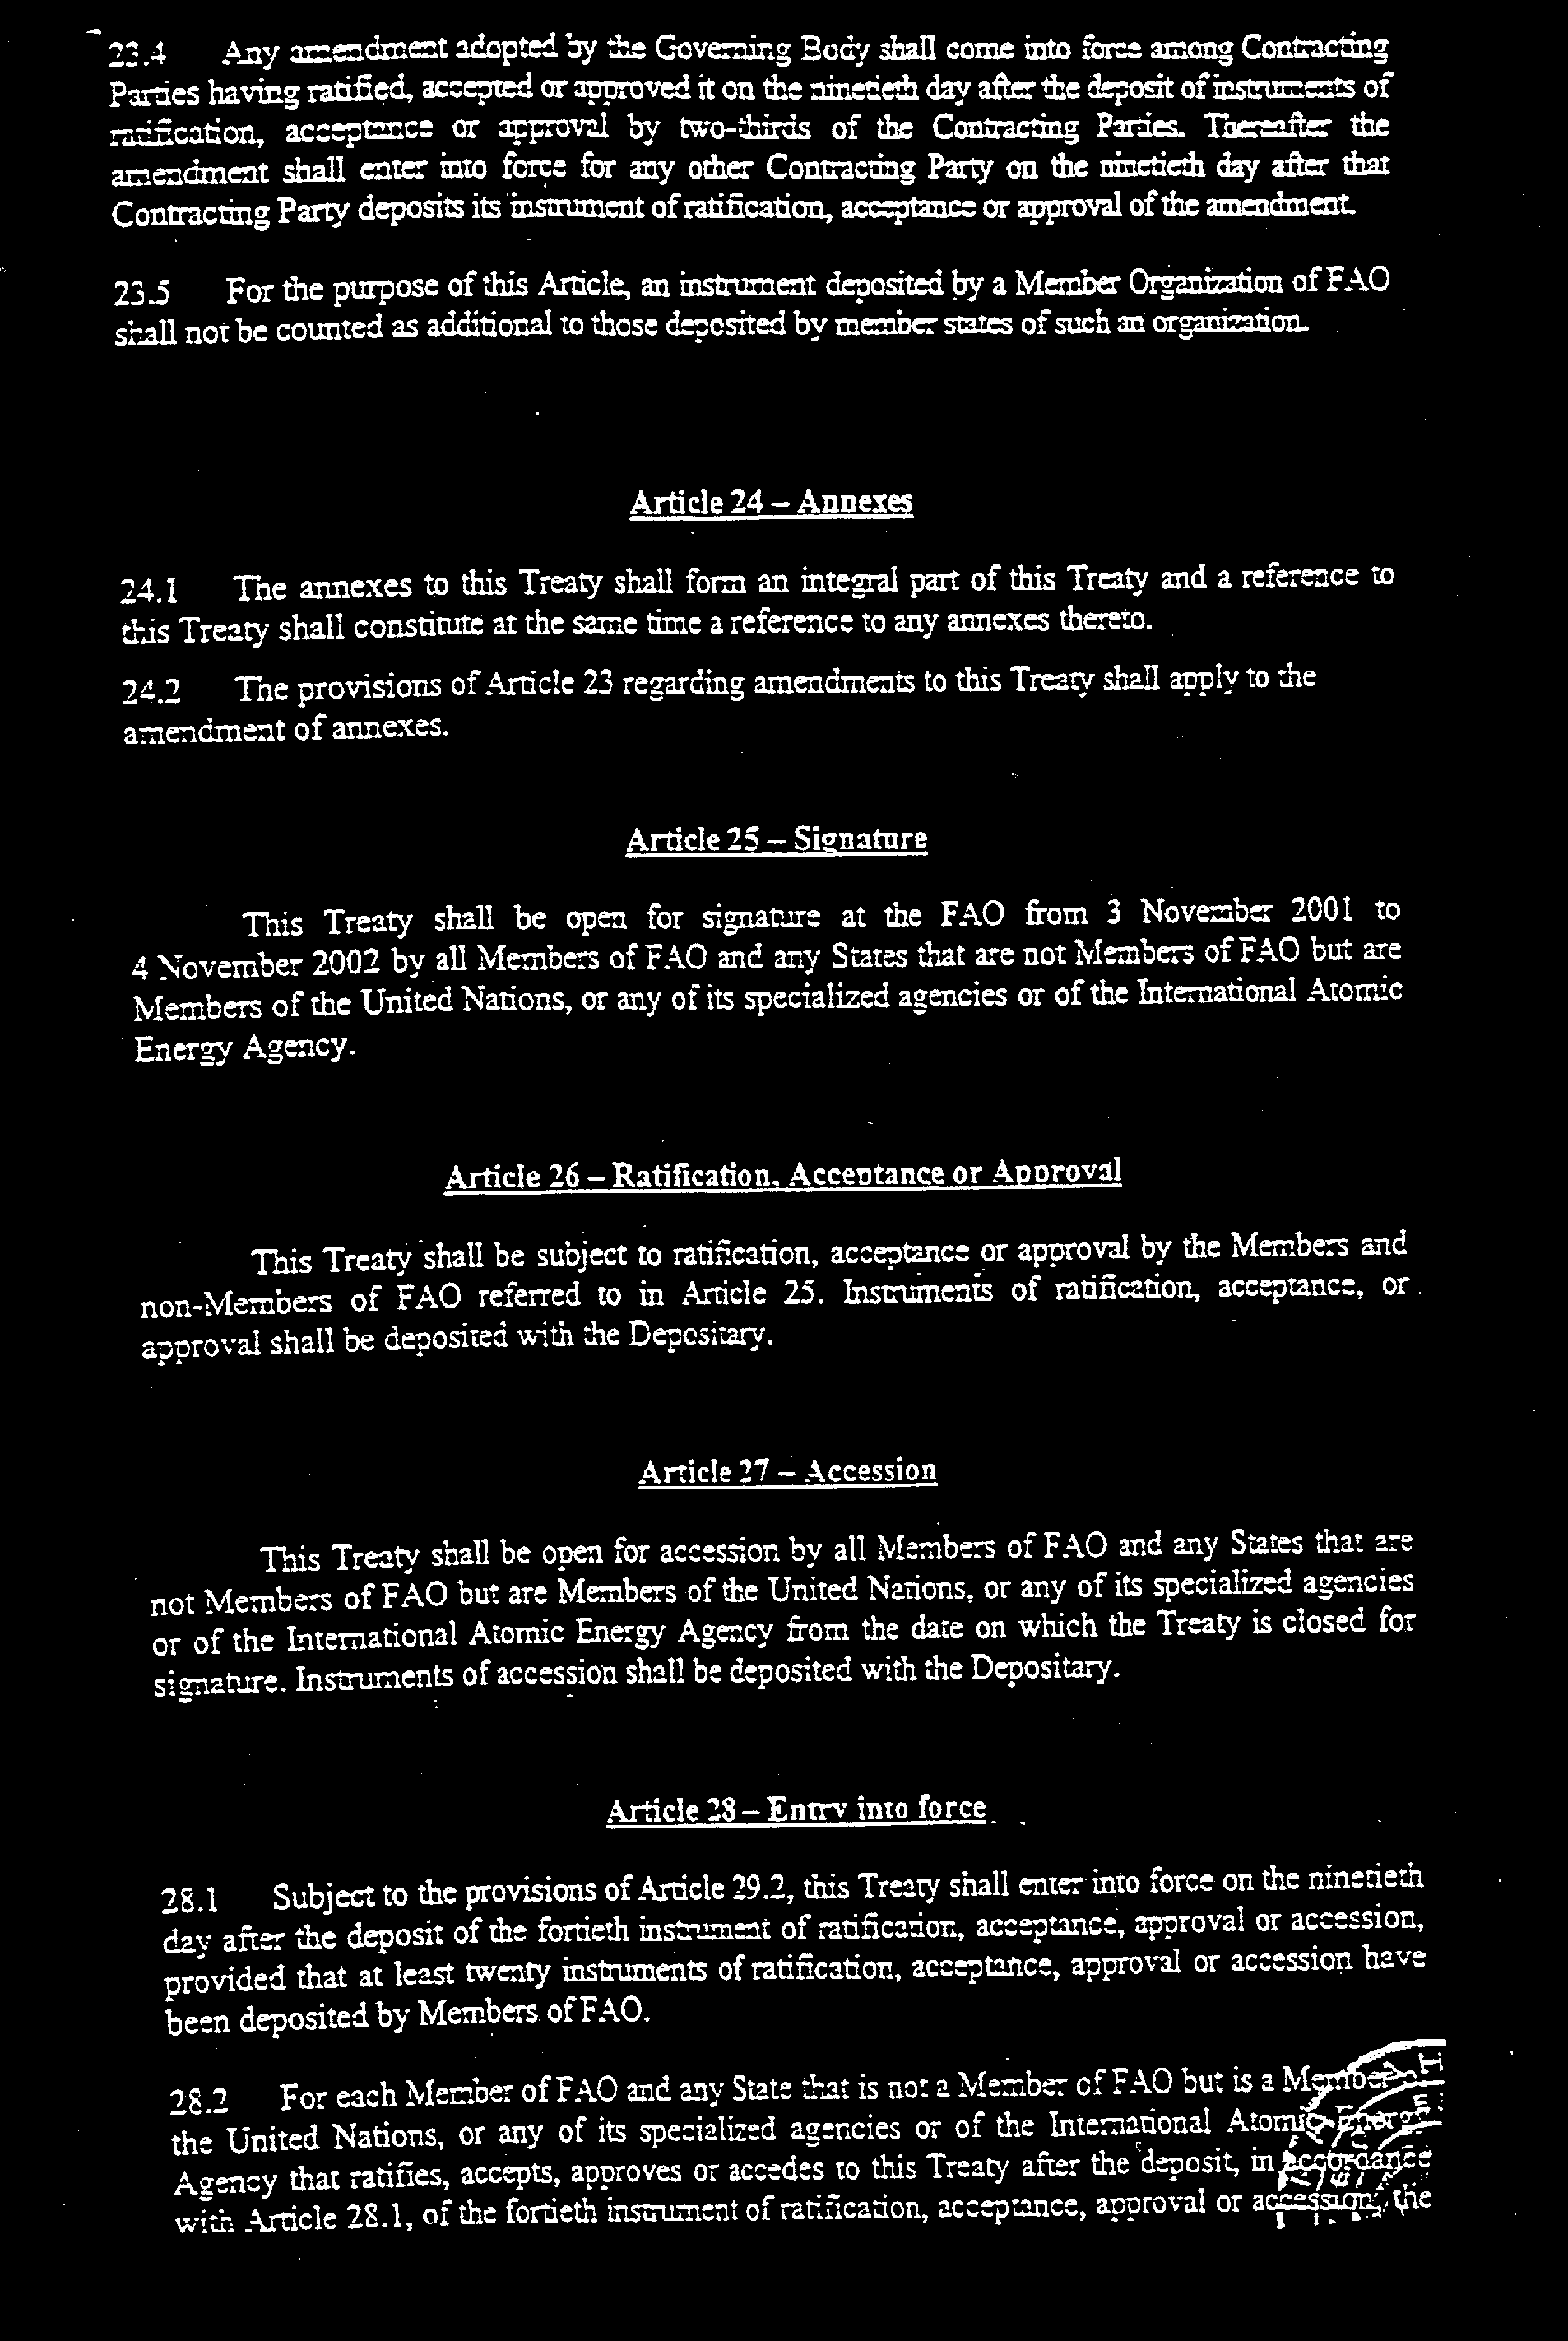 23.4 Any amendment adopted by the Governing Body shall come into force among Contracting
Parties having ratified, accepted or approved it on the ninetieth day after the deposit of instruments of
ratification, acceptance or approval by two-thirds of the Contracting Parties. Thereafter the
amendment shall enter into force for any other Contracting Party on the ninetieth day after that
Contracting Party deposits its instrument of ratification, acceptance or approval of the amendment.
23.5 For the purpose of this Article, an instrument deposited by a Member Organization of FAO
shall not be counted as additional to those deposited by member states of such an organization.
Article 24 – Annexes
24.1 The annexes to this Treaty shall form an integral part of this Treaty and a reference to
this Treaty shall constitute at the same time a reference to any annexes thereto.
24.2 The provisions of Article 23 regarding amendments to this Treaty shall apply to the
amendment of annexes.
Article 25 – Signature
This Treaty shall be open for signature at the FAO from 3 November 2001 to
4 November 2002 by all Members of FAO and any States that are not Members of FAO but are
Members of the United Nations, or any of its specialized agencies or of the International Atomic
Energy Agency.
Article 26 – Ratification, Acceptance or Approval
This Treaty shall be subject to ratification, acceptance or approval by the Members and
non-Members of FAO referred to in Article 25. Instruments of ratification, acceptance, or
approval shall be deposited with the Depositary.
Article 27 – Accession
This Treaty shall be open for accession by all Members of FAO and any States that are
not Members of FAO but are Members of the United Nations, or any of its specialized agencies
or of the International Atomic Energy Agency from the date on which the Treaty is closed for
signature. Instruments of accession shall be deposited with the Depositary.
Article 28 – Entry into force
28.1 Subject to the provisions of Article 29.2, this Treaty shall enter into force on the ninetieth
day after the deposit of the fortieth instrument of ratification, acceptance, approval or accession,
provided that at least twenty instruments of ratification, acceptance, approval or accession have
been deposited by Members of FAO.
28.2 For each Member of FAO and any State that is not a Member of FAO but is a Member of
the United Nations, or any of its specialized agencies or of the International Atomic Energy
Agency that ratifies, accepts, approves or accedes to this Treaty after the deposit, in accordance
with Article 28.1, of the fortieth instrument of ratification, acceptance, approval or accession, the